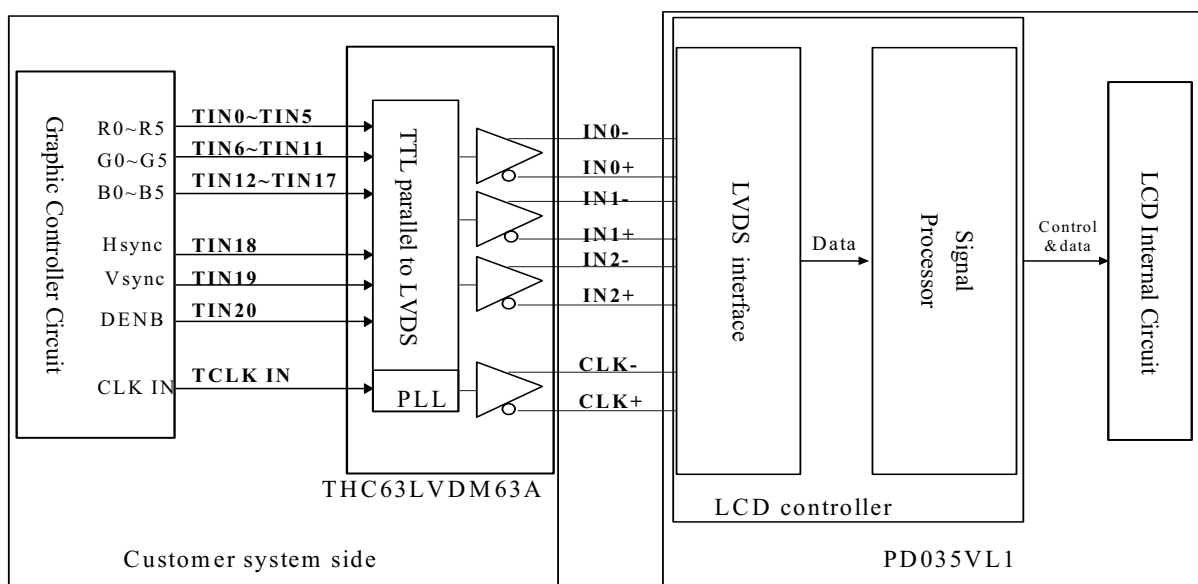 Graphic Controller Circuit
R0~R5
G0~G5
B0~B5
Hsync
Vsync
DENB
CLK IN
TIN0~TIN5
TIN6~TIN11
TIN12~TIN17
TIN18
TIN19
TIN20
TCLK IN
TTL parallel to LVDS
PLL
THC63LVDM63A
Customer system side
IN0-
IN0+
IN1-
IN1+
IN2-
IN2+
CLK-
CLK+
LVDS interface
Data
Signal
Processor
LCD controller
Control
&data
LCD Internal Circuit
PD035VL1